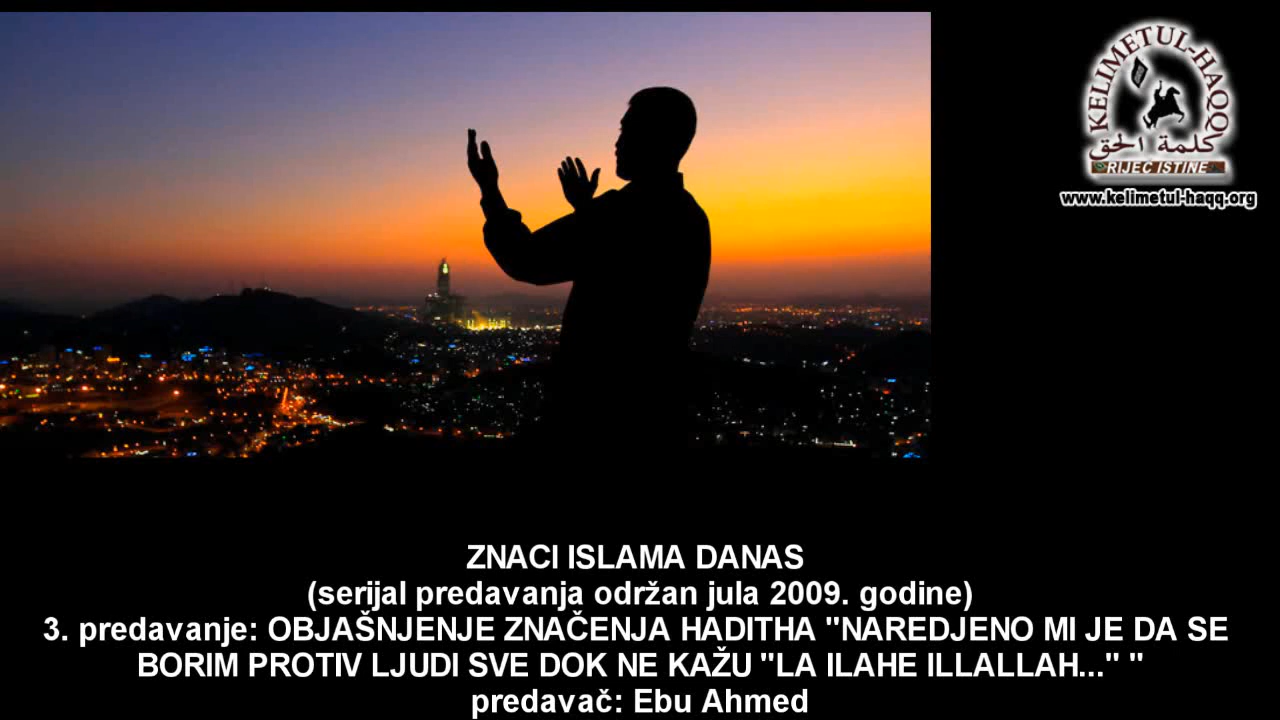 KELIMETUL-HAQQ
كلمة الحق
RIJEC ISTINE
www.kelimetul-haqq.org
ZNACI ISLAMA DANAS
(serijal predavanja održan jula 2009. godine)
3. predavanje: OBJAŠNJENJE ZNAČENJA HADITHA "NAREDJENO MI JE DA SE
BORIM PROTIV LJUDI SVE DOK NE KAŽU "LA ILAHE ILLALLAH..." "
predavač: Ebu Ahmed